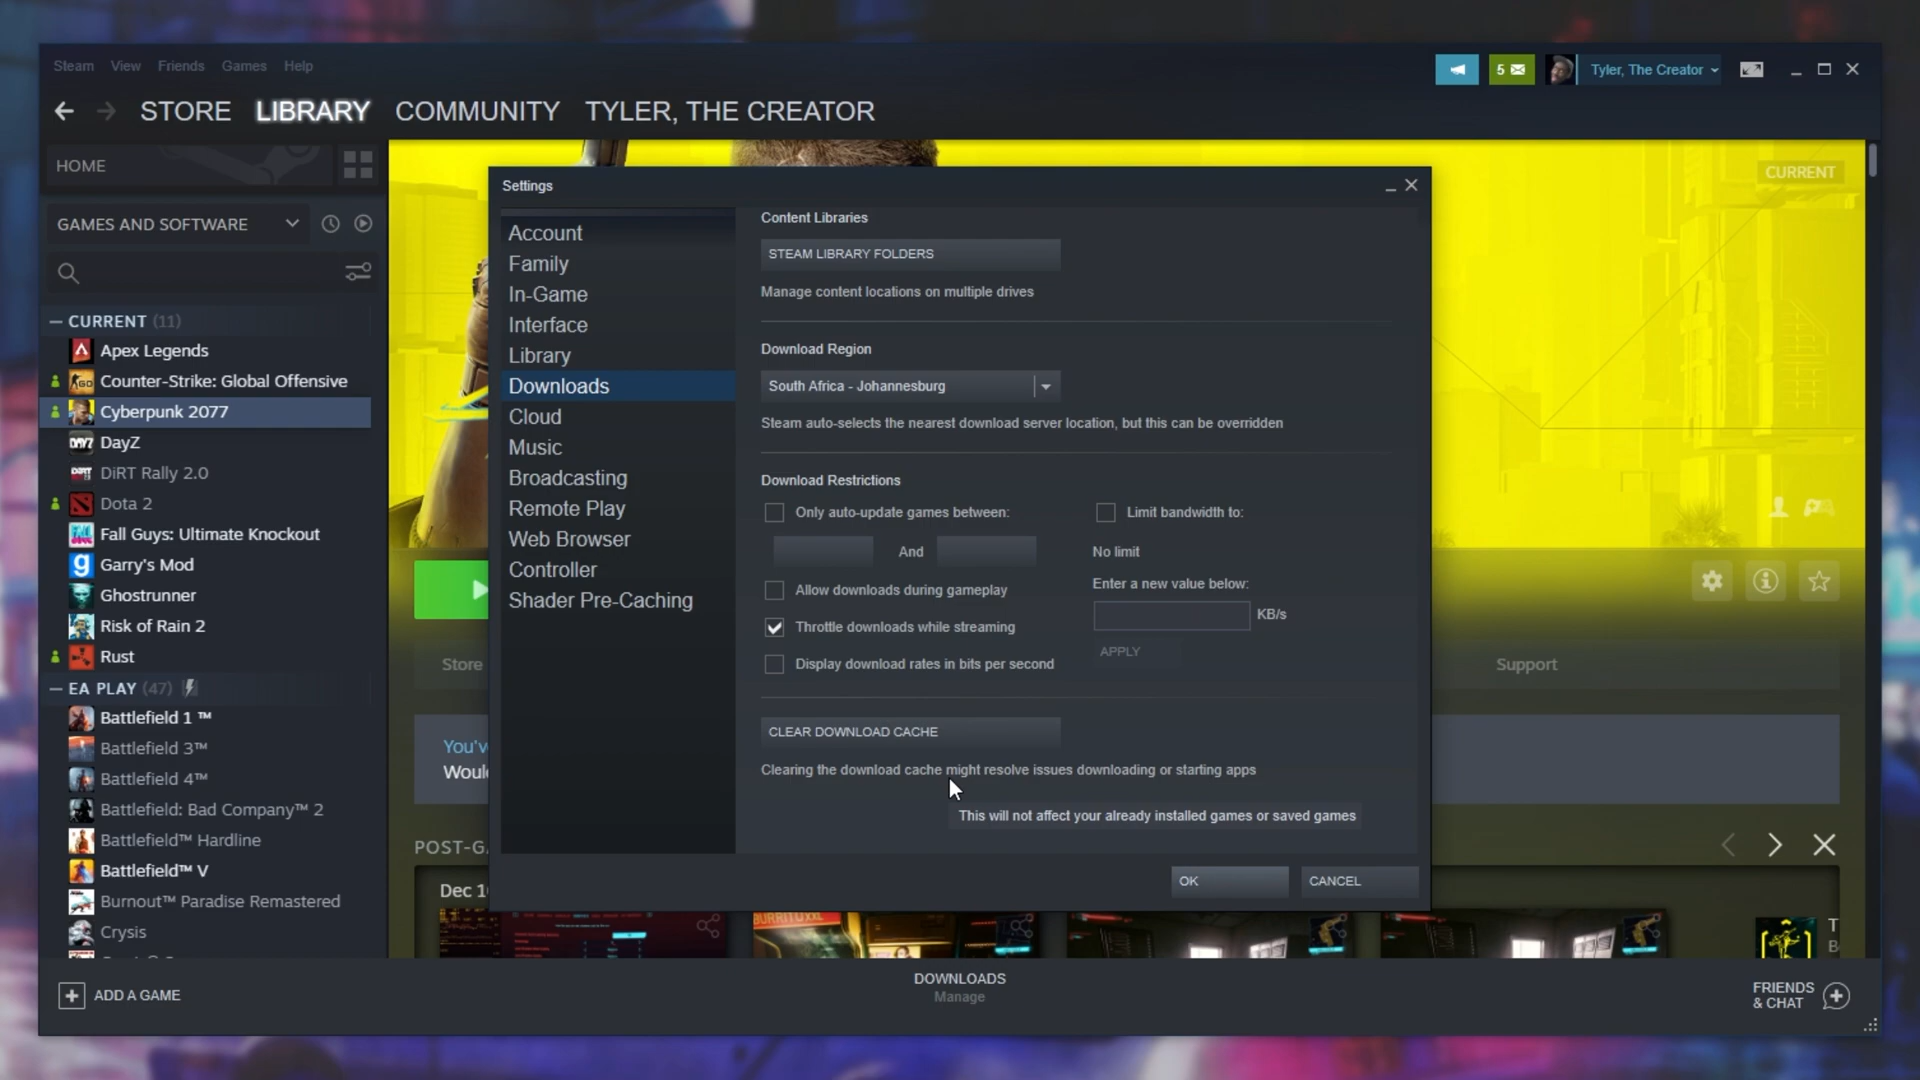 Steam View Friends Games Help
5
Tyler, The Creator
STORE LIBRARY COMMUNITY TYLER, THE CREATOR
HOME
GAMES AND SOFTWARE
CURRENT (11)
Apex Legends
Counter-Strike: Global Offensive
Cyberpunk 2077
DayZ
DiRT Rally 2.0
Dota 2
Fall Guys: Ultimate Knockout
Garry's Mod
Ghostrunner
Risk of Rain 2
Rust
EA PLAY (47)
Battlefield 1 ™
Battlefield 3™
Battlefield 4™
Battlefield: Bad Company™ 2
Battlefield™ Hardline
Battlefield™ V
Burnout™ Paradise Remastered
Crysis
ADD A GAME
CURRENT
Settings
Account
Family
In-Game
Interface
Library
Downloads
Cloud
Music
Broadcasting
Remote Play
Web Browser
Controller
Shader Pre-Caching
Content Libraries
STEAM LIBRARY FOLDERS
Manage content locations on multiple drives
Download Region
South Africa - Johannesburg
Steam auto-selects the nearest download server location, but this can be overridden
Download Restrictions
Only auto-update games between:
And
Allow downloads during gameplay
Throttle downloads while streaming
Display download rates in bits per second
Limit bandwidth to:
No limit
Enter a new value below:
KB/s
APPLY
CLEAR DOWNLOAD CACHE
Clearing the download cache might resolve issues downloading or starting apps
This will not affect your already installed games or saved games
OK
CANCEL
Store
Support
You'v
Woul
POST-G
Dec 1
BURRITOXXL
T
B
DOWNLOADS
Manage
FRIENDS
& CHAT